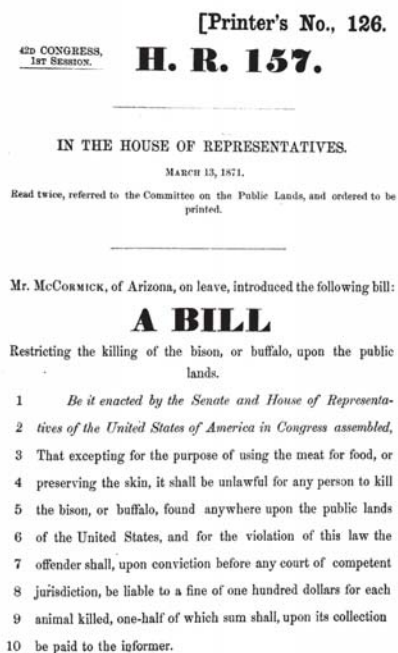 [Printer's No., 126.
42D CONGRESS,
1ST SESSION.
H. R. 157.
IN THE HOUSE OF REPRESENTATIVES.
MARCH 13, 1871.
Read twice, referred to the Committee on the Public Lands, and ordered to be
printed.
Mr. MCCORMICK, of Arizona, on leave, introduced the following bill:
A BILL
Restricting the killing of the bison, or buffalo, upon the public
lands.
1 Be it enacted by the Senate and House of Representa-
2 tives of the United States of America in Congress assembled,
3 That excepting for the purpose of using the meat for food, or
4 preserving the skin, it shall be unlawful for any person to kill
5 the bison, or buffalo, found anywhere upon the public lands
6 of the United States, and for the violation of this law the
7 offender shall, upon conviction before any court of competent
8 jurisdiction, be liable to a fine of one hundred dollars for each
9 animal killed, one-half of which sum shall, upon its collection
10 be paid to the informer.